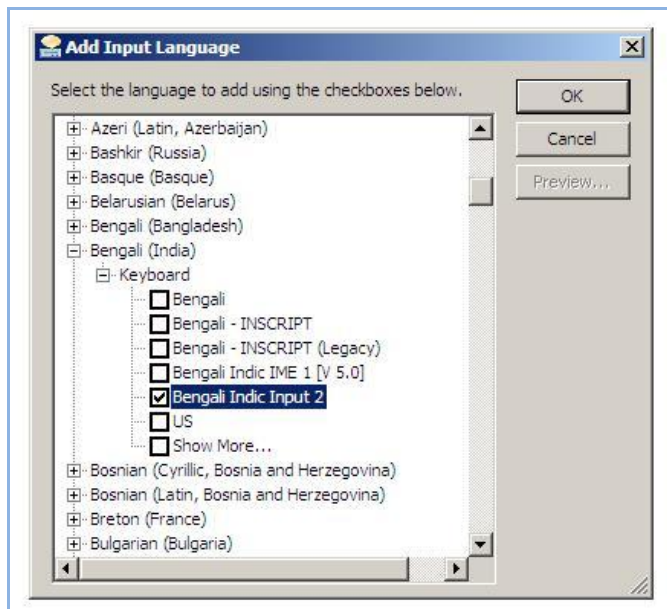 Add Input Language
Select the language to add using the checkboxes below.
OK
Cancel
Preview...
Azeri (Latin, Azerbaijan)
Bashkir (Russia)
Basque (Basque)
Belarusian (Belarus)
Bengali (Bangladesh)
Bengali (India)
Keyboard
Bengali
Bengali - INSCRIPT
Bengali - INSCRIPT (Legacy)
Bengali Indic IME 1 [V 5.0]
Bengali Indic Input 2
US
Show More...
Bosnian (Cyrillic, Bosnia and Herzegovina)
Bosnian (Latin, Bosnia and Herzegovina)
Breton (France)
Bulgarian (Bulgaria)